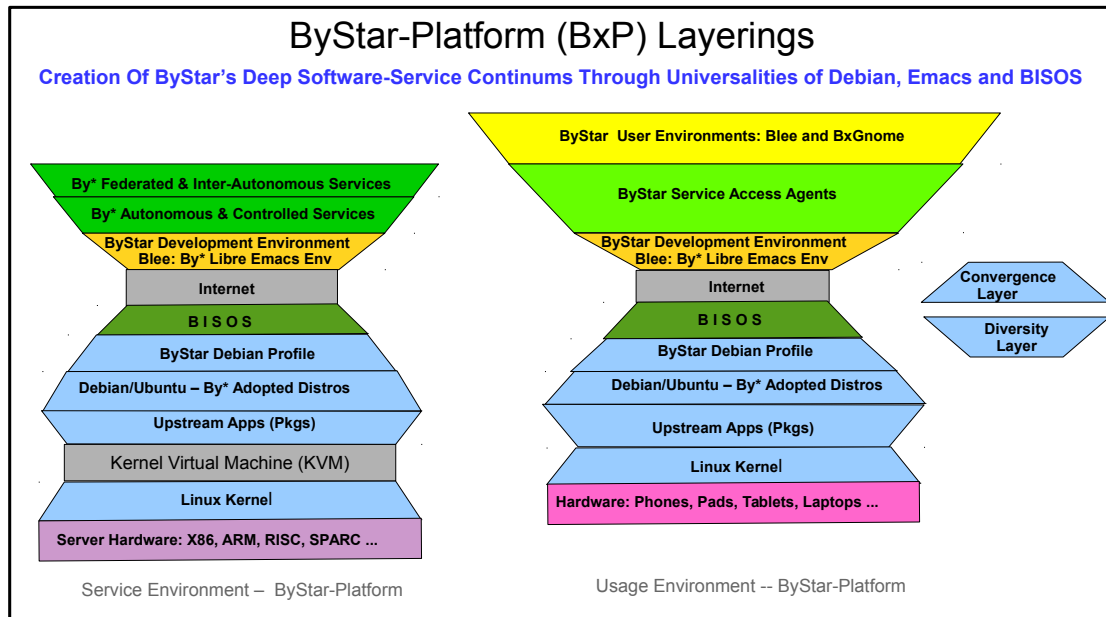 ByStar-Platform (BxP) Layerings
Creation Of ByStar's Deep Software-Service Continums Through Universalities of Debian, Emacs and BISOS
By* Federated & Inter-Autonomous Services
By* Autonomous & Controlled Services
ByStar Development Environment
Blee: By* Libre Emacs Env
Internet
B I S O S
ByStar Debian Profile
Debian/Ubuntu – By* Adopted Distros
Upstream Apps (Pkgs)
Kernel Virtual Machine (KVM)
Linux Kernel
Server Hardware: X86, ARM, RISC, SPARC ...
Service Environment – ByStar-Platform
ByStar User Environments: Blee and BxGnome
ByStar Service Access Agents
ByStar Development Environment
Blee: By* Libre Emacs Env
Internet
B I S O S
ByStar Debian Profile
Debian/Ubuntu – By* Adopted Distros
Upstream Apps (Pkgs)
Linux Kernel
Hardware: Phones, Pads, Tablets, Laptops ...
Usage Environment -- ByStar-Platform
Convergence
Layer
Diversity
Layer